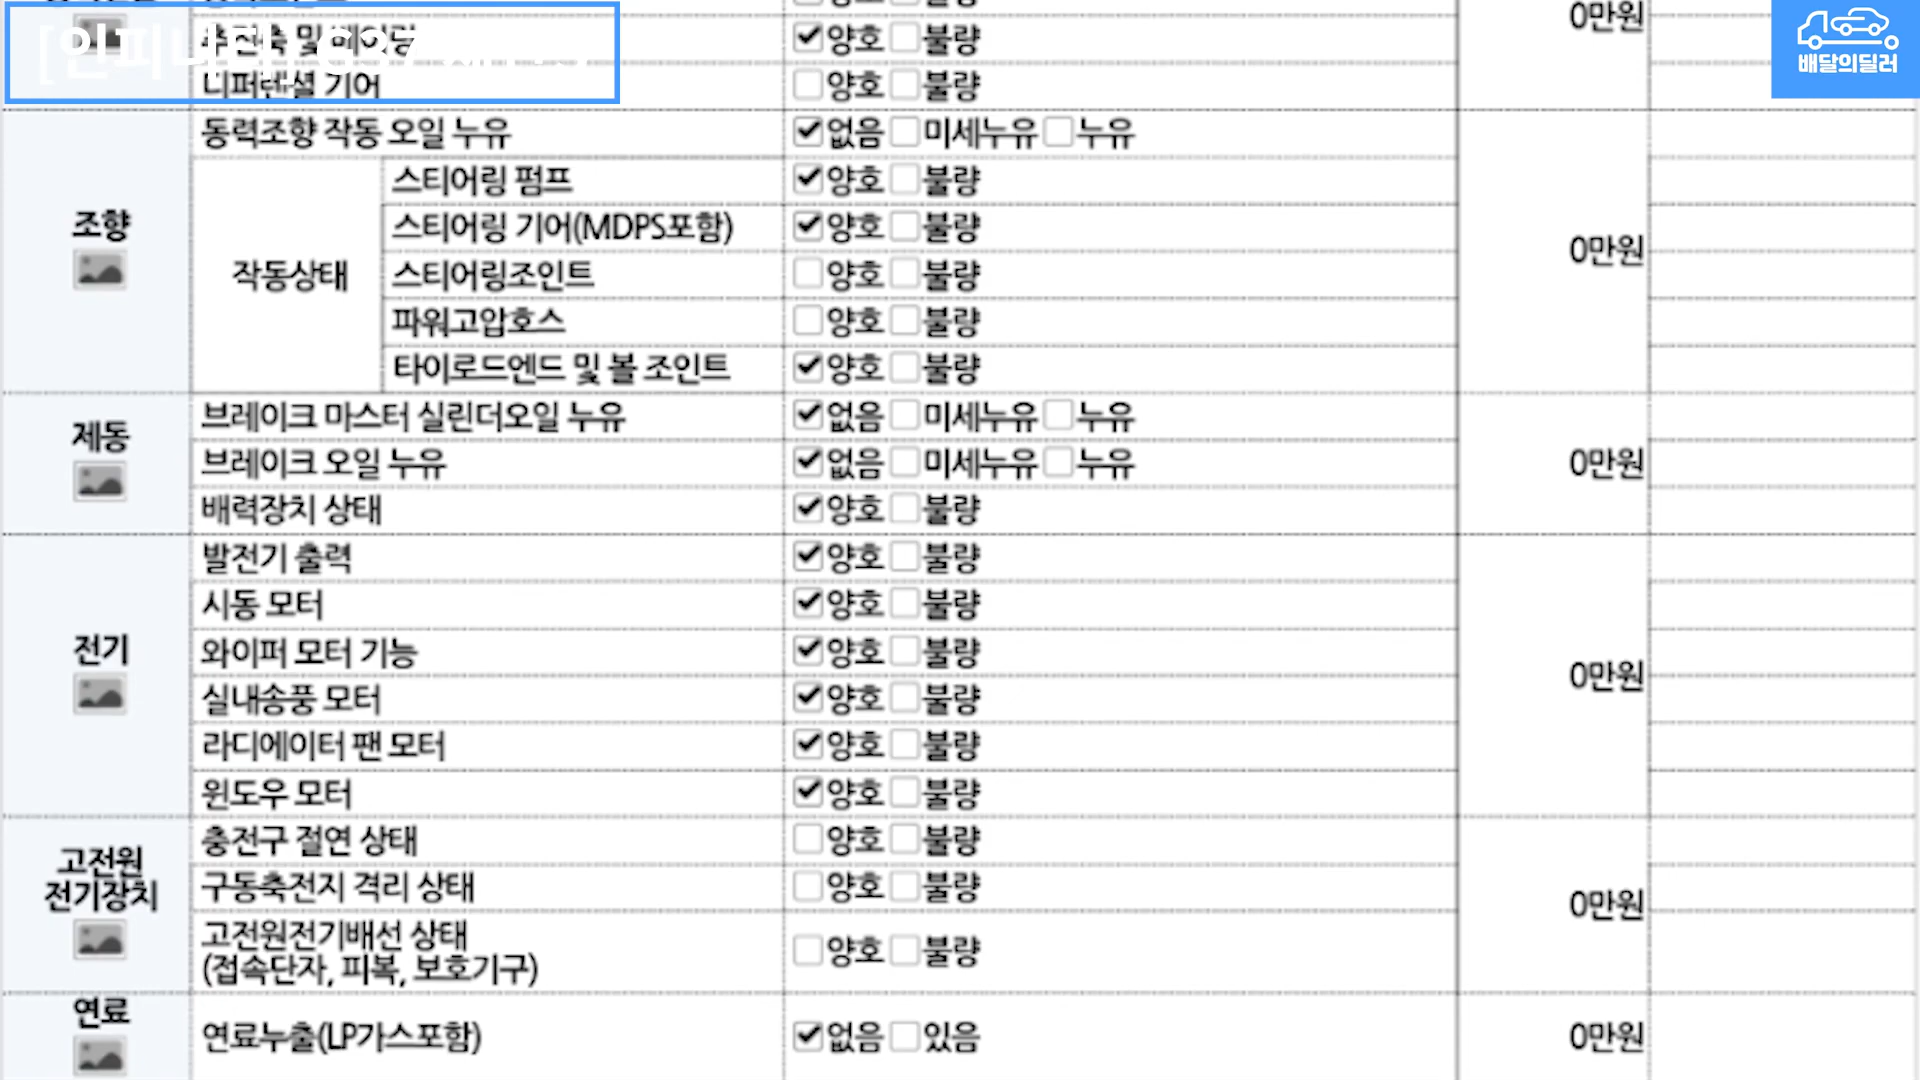 [인피니티] G37
양호 불량 0만원
배달의딜러
추진축 및 베어링 양호 불량
디퍼렌셜 기어 양호 불량
조향
동력조향 작동 오일 누유 없음 미세누유 누유
작동상태
스티어링 펌프 양호 불량
스티어링 기어(MDPS포함) 양호 불량
스티어링조인트 양호 불량
파워고압호스 양호 불량
타이로드엔드 및 볼 조인트 양호 불량
0만원
제동
브레이크 마스터 실린더오일 누유 없음 미세누유 누유
브레이크 오일 누유 없음 미세누유 누유
배력장치 상태 양호 불량
0만원
전기
발전기 출력 양호 불량
시동 모터 양호 불량
와이퍼 모터 기능 양호 불량
실내송풍 모터 양호 불량
라디에이터 팬 모터 양호 불량
윈도우 모터 양호 불량
0만원
고전원
전기장치
충전구 절연 상태 양호 불량
구동축전지 격리 상태 양호 불량
고전원전기배선 상태
(접속단자, 피복, 보호기구) 양호 불량
0만원
연료
연료누출(LP가스포함) 없음 있음
0만원